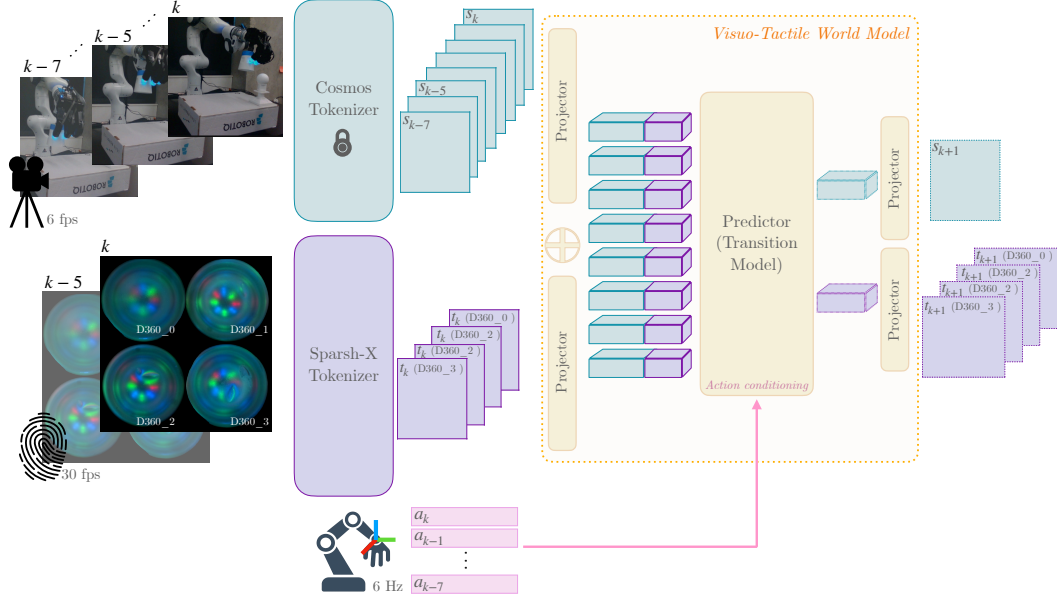 k
k − 5
k − 7
ROBOTIQ
ROBOTIQ
ROBOTIQ
6 fps
k
k − 5
D360_0
D360_1
D360_2
D360_3
30 fps
Cosmos
Tokenizer
s_k
s_{k−5}
s_{k−7}
Sparsh-X
Tokenizer
t_k (D360_0)
t_k (D360_2)
t_k (D360_2)
t_k (D360_3)
6 Hz
a_k
a_{k−1}
⋮
a_{k−7}
Visuo-Tactile World Model
Projector
Projector
Predictor
(Transition
Model)
Action conditioning
Projector
Projector
s_{k+1}
t_{k+1} (D360_0)
t_{k+1} (D360_2)
t_{k+1} (D360_2)
t_{k+1} (D360_3)